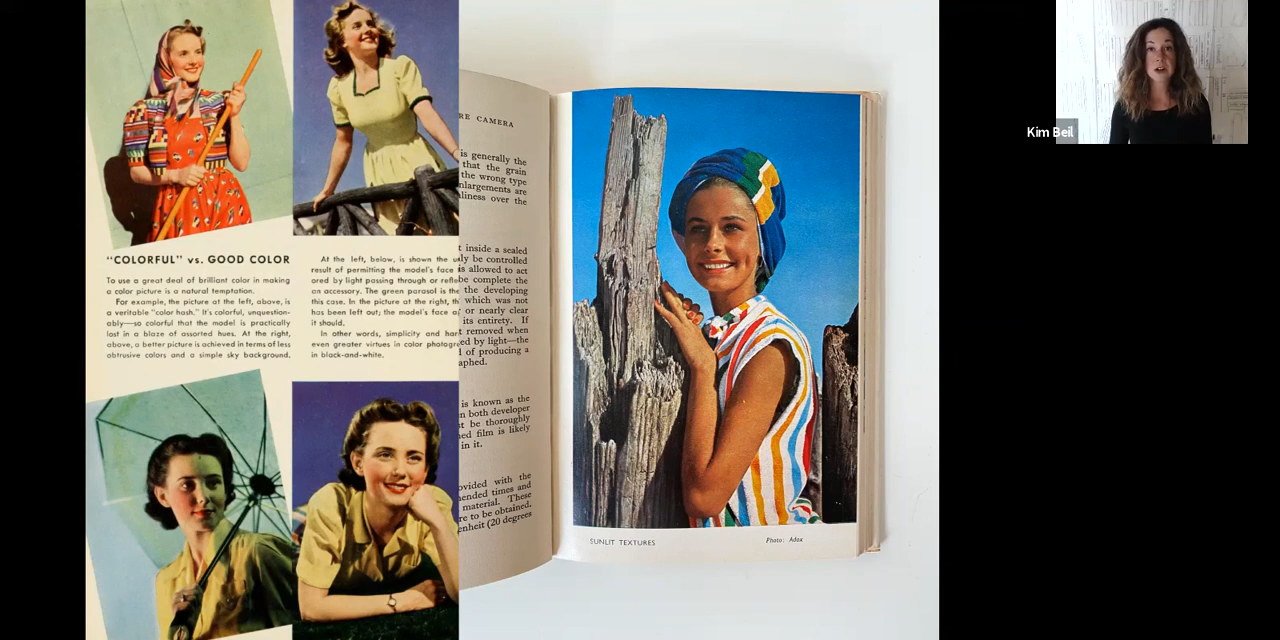 "COLORFUL" vs. GOOD COLOR
To use a great deal of brilliant color in making
a color picture is a natural temptation.
For example, the picture at the left, above, is
a veritable "color hash." It's colorful, unquestion-
ably—so colorful that the model is practically
lost in a blaze of assorted hues. At the right,
above, a better picture is achieved in terms of less
obtrusive colors and a simple sky background.
At the left, below, is shown the
result of permitting the model's face
ored by light passing through or
an accessory. The green parasol is the
this case. In the picture at the right,
has been left out; the model's face
it should.
In other words, simplicity and
even greater virtues in color
in black-and-white.
RE CAMERA
is generally the
that the grain
the wrong type
nlargements are
liness over the
inside a sealed
ly be controlled
is allowed to act
be complete the
the developing
which was not
or nearly clear
its entirety. If
removed when
ed by light—the
of producing a
aphed.
is known as the
n both developer
be thoroughly
ed film is likely
in it.
ovided with the
mended times and
material. These
re to be obtained.
enheit (20 degrees
SUNLIT TEXTURES
Photo: Adox
Kim Beil